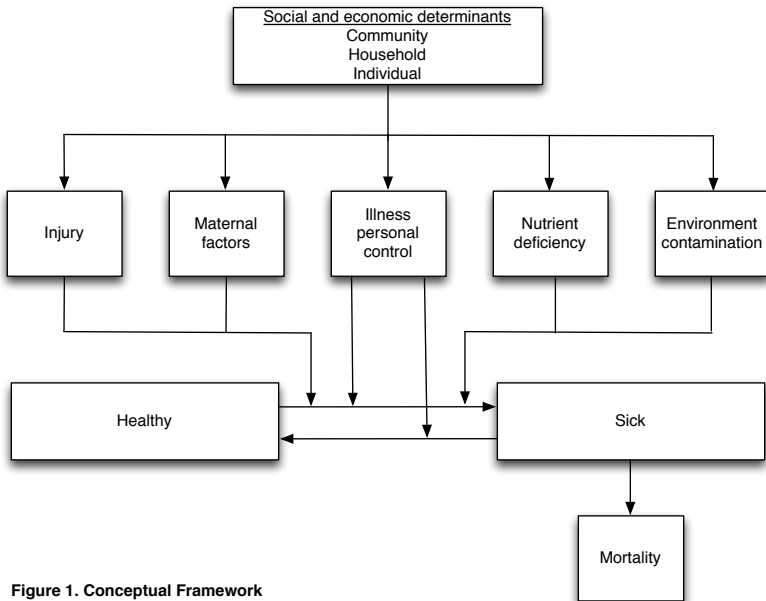 Social and economic determinants
Community
Household
Individual
Injury
Maternal
factors
Illness
personal
control
Nutrient
deficiency
Environment
contamination
Healthy
Sick
Mortality
Figure 1. Conceptual Framework